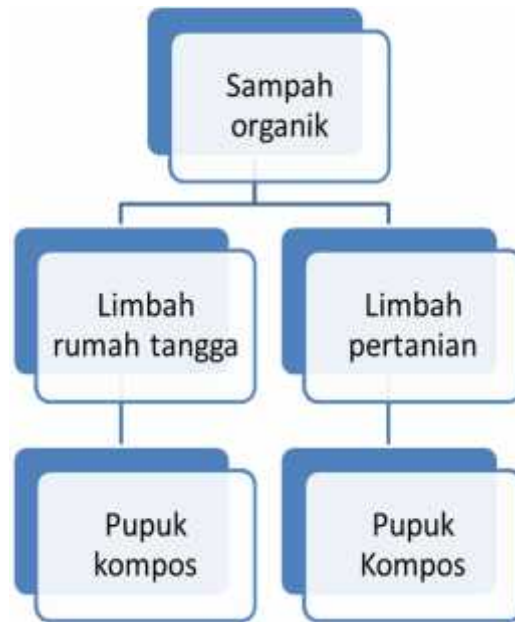 Sampah
organik
Limbah
rumah tangga
Limbah
pertanian
Pupuk
kompos
Pupuk
Kompos